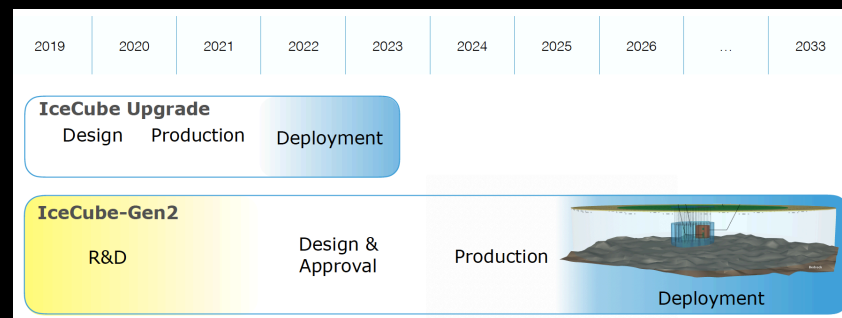 2019 2020 2021 2022 2023 2024 2025 2026 ... 2033
IceCube Upgrade
Design Production Deployment
IceCube-Gen2
R&D Design & Approval Production
Deployment